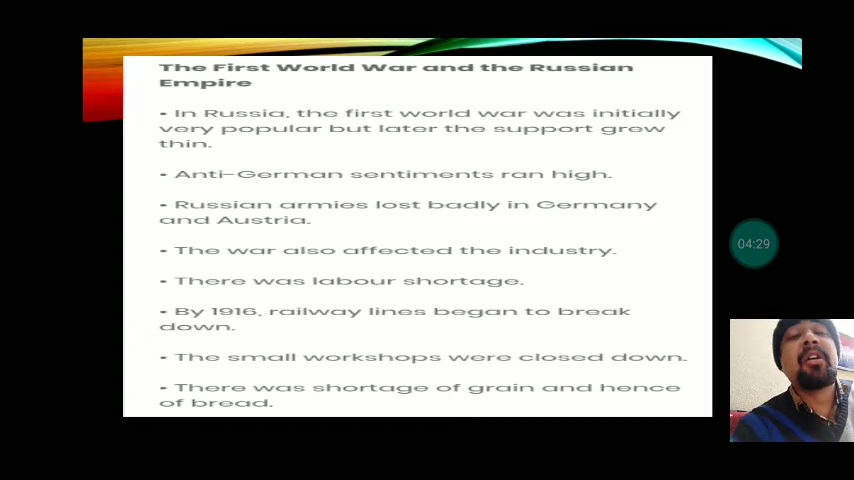 The First World War and the Russian
Empire
• In Russia, the first world war was initially
very popular but later the support grew
thin.
• Anti-German sentiments ran high.
• Russian armies lost badly in Germany
and Austria.
• The war also affected the industry.
• There was labour shortage.
• By 1916, railway lines began to break
down.
• The small workshops were closed down.
• There was shortage of grain and hence
of bread.
04:29